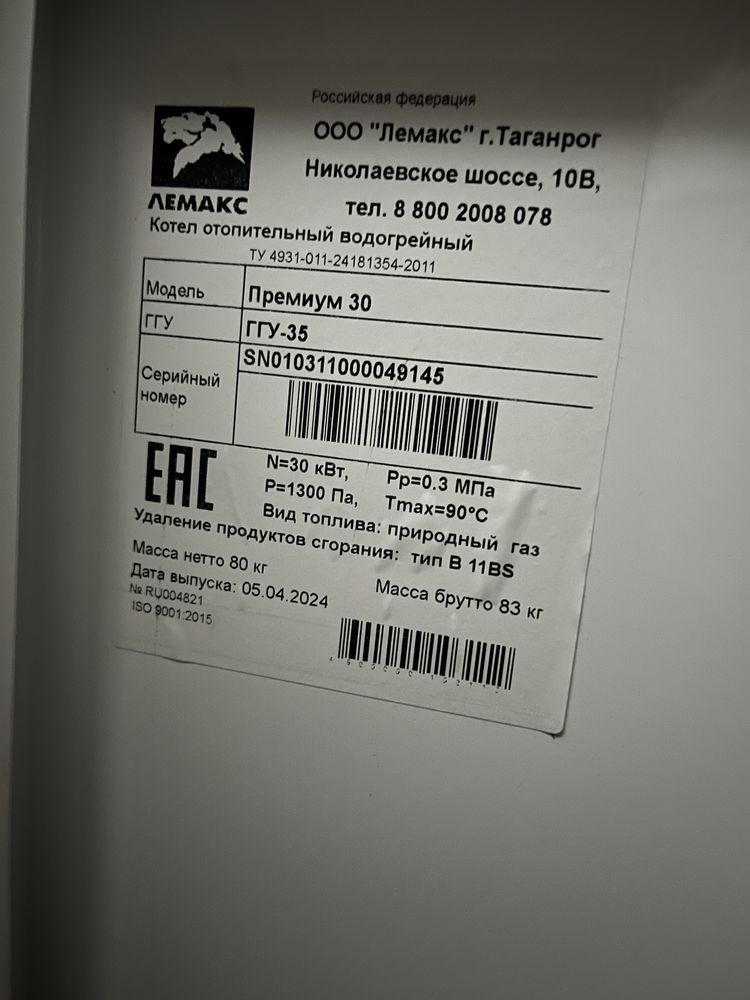 Российская федерация
ООО "Лемакс" г.Таганрог
Николаевское шоссе, 10В,
тел. 8 800 2008 078
ЛЕМАКС
Котел отопительный водогрейный
ТУ 4931-011-24181354-2011
Модель Премиум 30
ГГУ ГГУ-35
Серийный номер SN010311000049145
EAC
N=30 кВт, Рр=0.3 МПа
Р=1300 Па, Tmax=90°С
Вид топлива: природный газ
Удаление продуктов сгорания: тип В 11BS
Масса нетто 80 кг Масса брутто 83 кг
Дата выпуска: 05.04.2024
№ RU004821
ISO 9001:2015